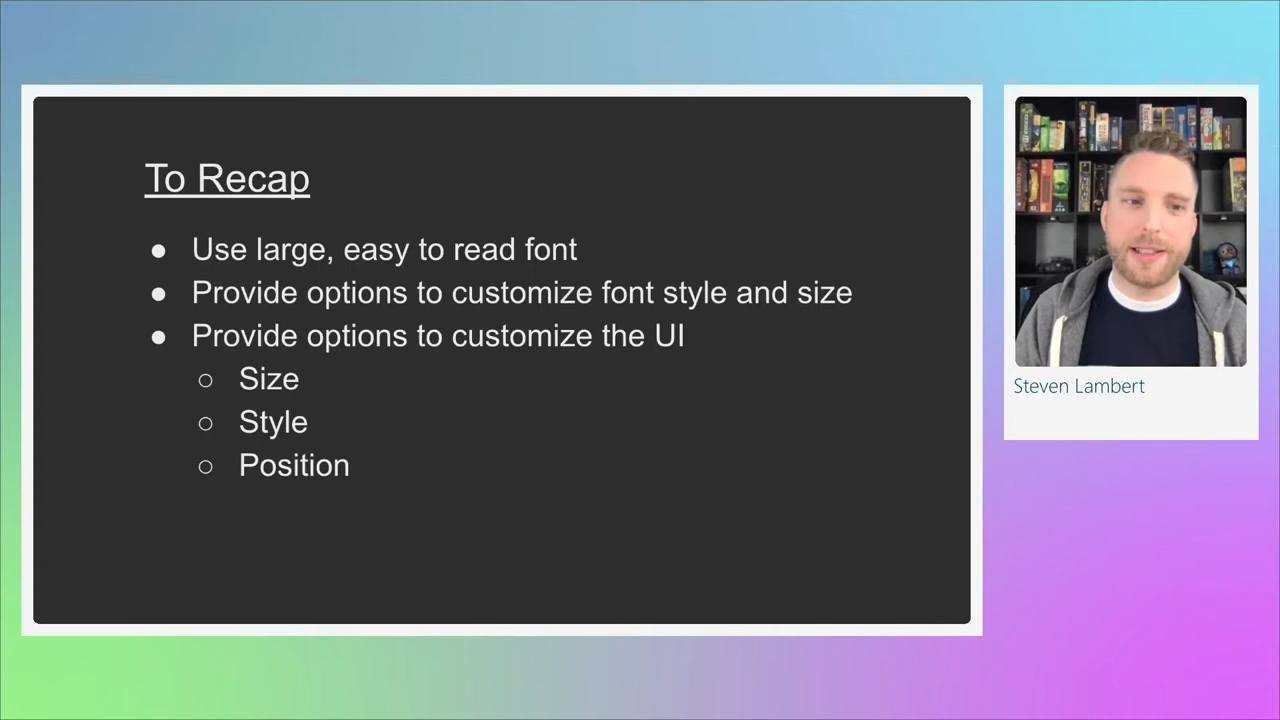 To Recap
● Use large, easy to read font
● Provide options to customize font style and size
● Provide options to customize the UI
○ Size
○ Style
○ Position
Steven Lambert